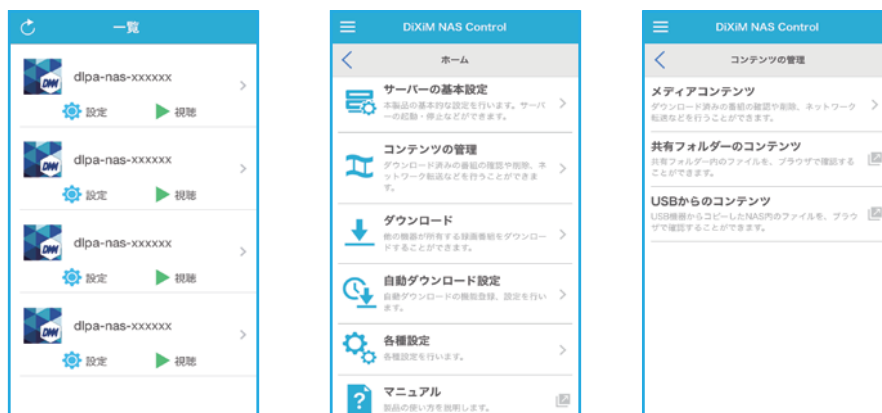 一覧
DMM
dlpa-nas-xxxxxx
設定
視聴
DMM
dlpa-nas-xxxxxx
設定
視聴
DMM
dlpa-nas-xxxxxx
設定
視聴
DMM
dlpa-nas-xxxxxx
設定
視聴
DiXiM NAS Control
ホーム
サーバーの基本設定
本製品の基本的な設定を行います。サーバ
ーの起動・停止などができます。
コンテンツの管理
ダウンロード済みの番組の確認や削除、ネ
ットワーク転送などを行うことができま
す。
ダウンロード
他の機器が所有する録画番組をダウンロー
ドすることができます。
自動ダウンロード設定
自動ダウンロードの機能登録、設定を行い
ます。
各種設定
各種設定を行います。
マニュアル
製品の使い方を説明します。
DiXiM NAS Control
コンテンツの管理
メディアコンテンツ
ダウンロード済みの番組の確認や削除、ネットワーク
転送などを行うことができます。
共有フォルダーのコンテンツ
共有フォルダー内のファイルを、ブラウザで確認する
ことができます。
USBからのコンテンツ
USB機器からコピーしたNAS内のファイルを、ブラウ
ザで確認することができます。